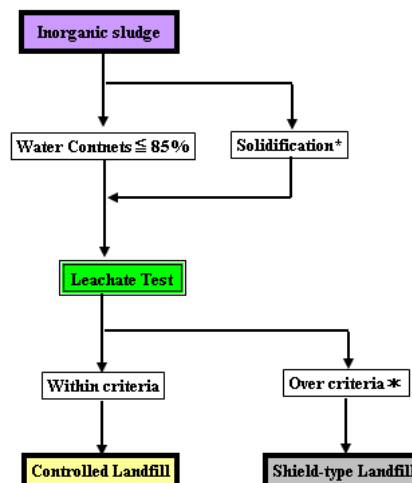 Inorganic sludge
Water Contnets≦85%
Solidification*
Leachate Test
Within criteria
Over criteria*
Controlled Landfill
Shield-type Landfill